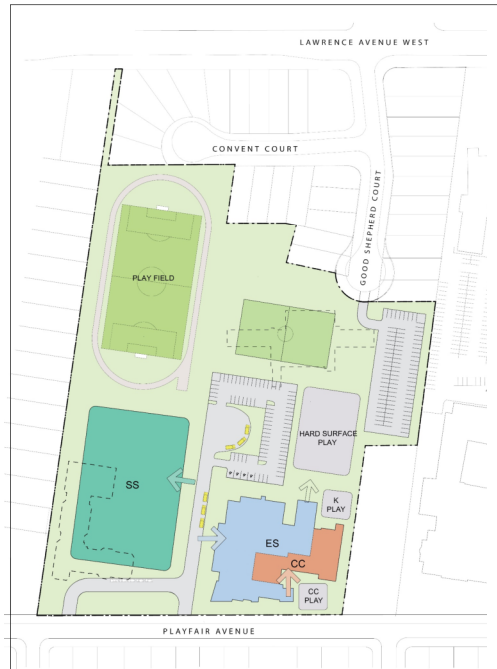 LAWRENCE AVENUE WEST
CONVENT COURT
GOOD SHEPHERD COURT
PLAY FIELD
HARD SURFACE
PLAY
SS
K
PLAY
ES
CC
CC
PLAY
PLAYFAIR AVENUE